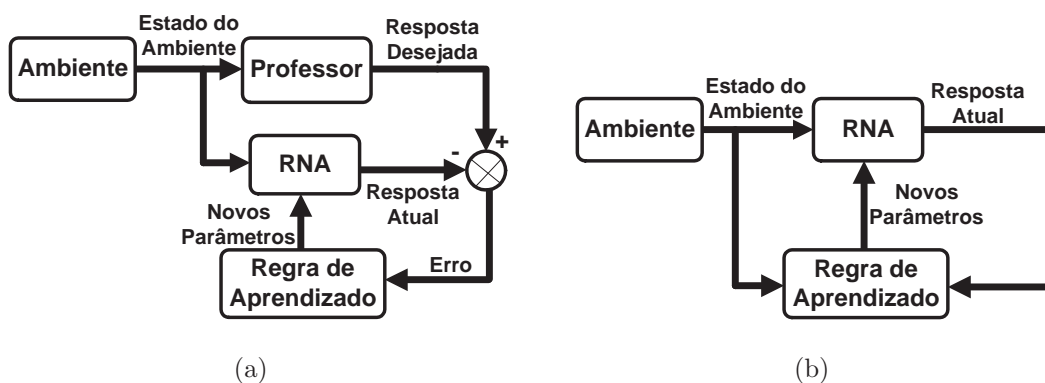 Estado do
Ambiente
Resposta
Desejada
Ambiente
Professor
+
-
RNA
Resposta
Atual
Novos
Parâmetros
Regra de
Aprendizado
Erro
(a)
Estado do
Ambiente
Resposta
Atual
Ambiente
RNA
Novos
Parâmetros
Regra de
Aprendizado
(b)